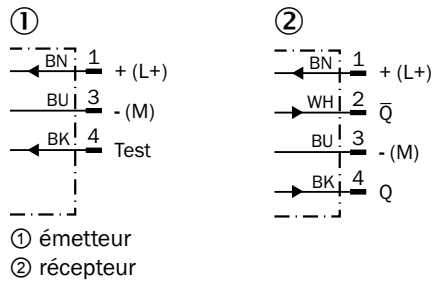 ①
BN 1 + (L+)
BU 3 - (M)
BK 4 Test
②
BN 1 + (L+)
WH 2 Q̅
BU 3 - (M)
BK 4 Q
① émetteur
② récepteur